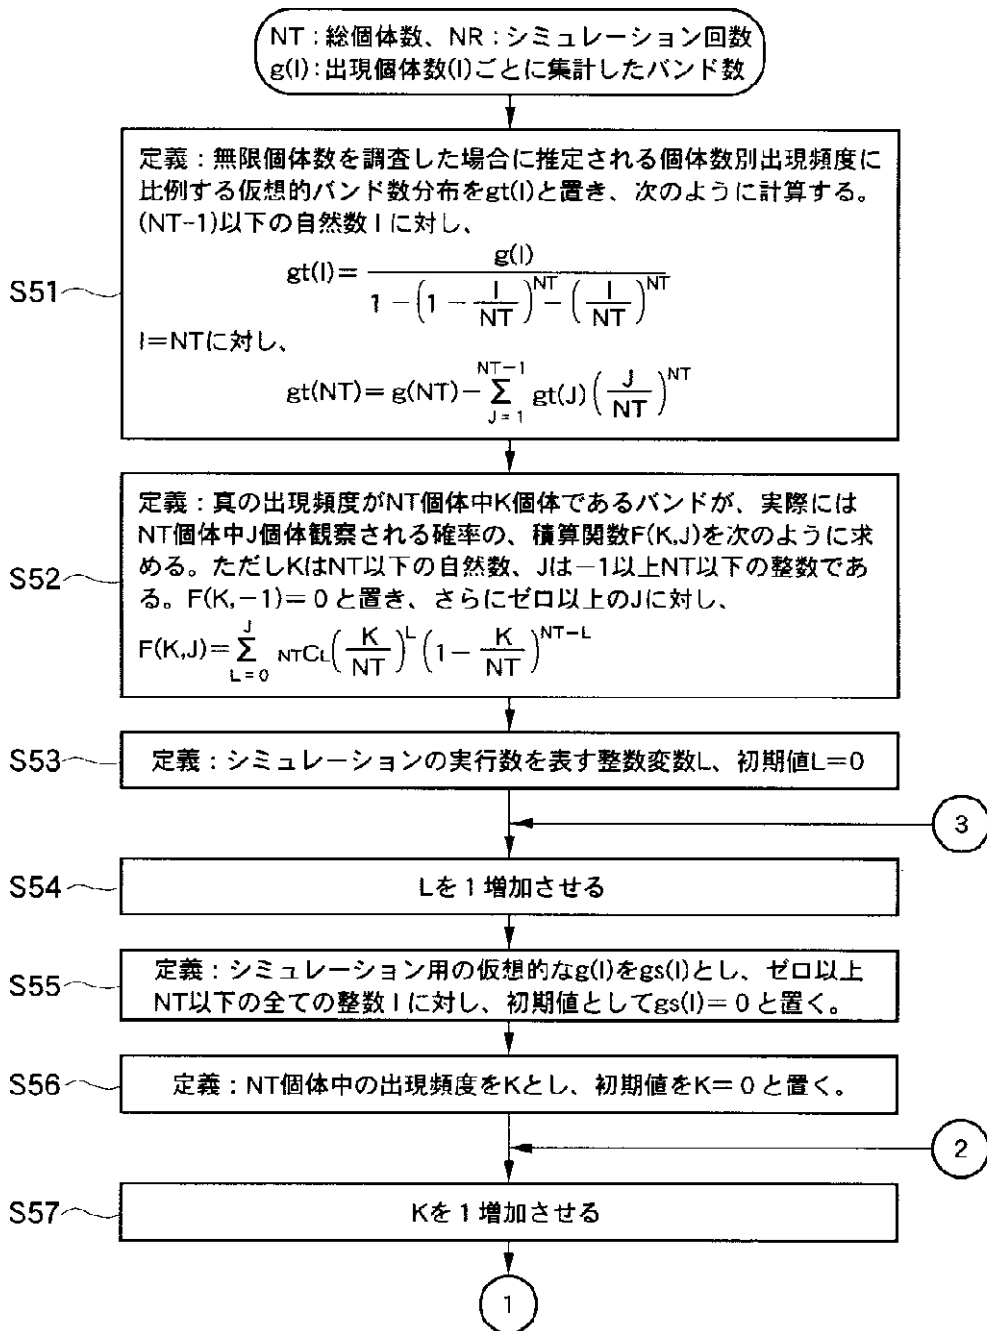 NT：総個体数、NR：シミュレーション回数
g(I)：出現個体数(I)ごとに集計したバンド数
S51
定義：無限個体数を調査した場合に推定される個体数別出現頻度に
比例する仮想的バンド数分布をgt(I)と置き、次のように計算する。
(NT-1)以下の自然数 I に対し、
gt(I)= g(I) / (1 − (1 − I/NT)^NT − (I/NT)^NT)
I=NTに対し、
gt(NT)= g(NT) − Σ_{J=1}^{NT−1} gt(J) (J/NT)^NT
S52
定義：真の出現頻度がNT個体中K個体であるバンドが、実際には
NT個体中J個体観察される確率の、積算関数F(K,J)を次のように求
める。ただしKはNT以下の自然数、Jは−1以上NT以下の整数であ
る。F(K,−1)=0と置き、さらにゼロ以上のJに対し、
F(K,J)= Σ_{L=0}^{J} NTCL (K/NT)^L (1 − K/NT)^{NT−L}
S53
定義：シミュレーションの実行数を表す整数変数L、初期値L=0
3
S54
Lを1増加させる
S55
定義：シミュレーション用の仮想的なg(I)をgs(I)とし、ゼロ以上
NT以下の全ての整数 I に対し、初期値としてgs(I)=0と置く。
S56
定義：NT個体中の出現頻度をKとし、初期値をK=0と置く。
2
S57
Kを1増加させる
1